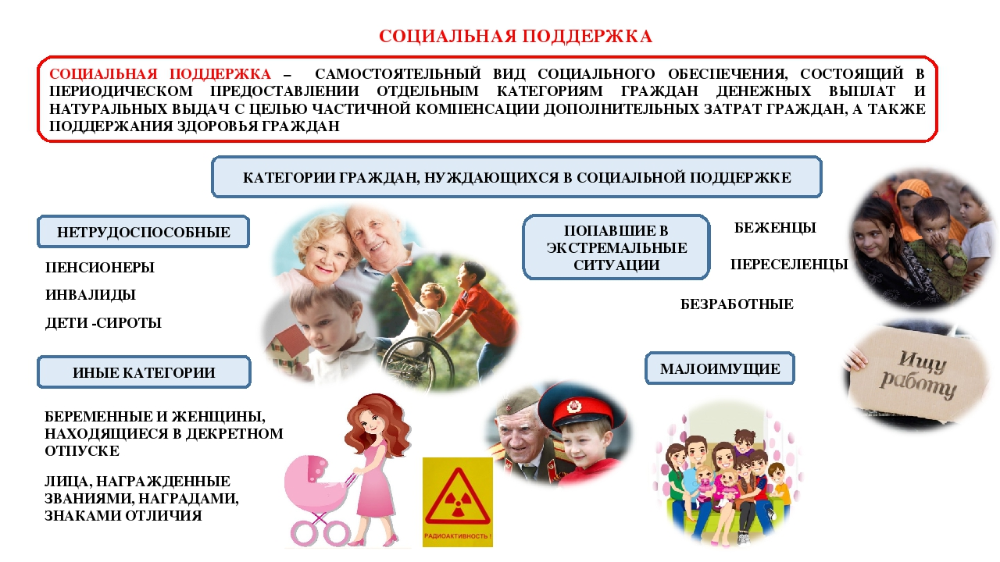 СОЦИАЛЬНАЯ ПОДДЕРЖКА
СОЦИАЛЬНАЯ ПОДДЕРЖКА – САМОСТОЯТЕЛЬНЫЙ ВИД СОЦИАЛЬНОГО ОБЕСПЕЧЕНИЯ, СОСТОЯЩИЙ В
ПЕРИОДИЧЕСКОМ ПРЕДОСТАВЛЕНИИ ОТДЕЛЬНЫМ КАТЕГОРИЯМ ГРАЖДАН ДЕНЕЖНЫХ ВЫПЛАТ И
НАТУРАЛЬНЫХ ВЫДАЧ С ЦЕЛЬЮ ЧАСТИЧНОЙ КОМПЕНСАЦИИ ДОПОЛНИТЕЛЬНЫХ ЗАТРАТ ГРАЖДАН, А ТАКЖЕ
ПОДДЕРЖАНИЯ ЗДОРОВЬЯ ГРАЖДАН
КАТЕГОРИИ ГРАЖДАН, НУЖДАЮЩИХСЯ В СОЦИАЛЬНОЙ ПОДДЕРЖКЕ
НЕТРУДОСПОСОБНЫЕ
ПЕНСИОНЕРЫ
ИНВАЛИДЫ
ДЕТИ -СИРОТЫ
ПОПАВШИЕ В
ЭКСТРЕМАЛЬНЫЕ
СИТУАЦИИ
БЕЖЕНЦЫ
ПЕРЕСЕЛЕНЦЫ
БЕЗРАБОТНЫЕ
Ищу
работу
ИНЫЕ КАТЕГОРИИ
БЕРЕМЕННЫЕ И ЖЕНЩИНЫ,
НАХОДЯЩИЕСЯ В ДЕКРЕТНОМ
ОТПУСКЕ
ЛИЦА, НАГРАЖДЕННЫЕ
ЗВАНИЯМИ, НАГРАДАМИ,
ЗНАКАМИ ОТЛИЧИЯ
РАДИОАКТИВНОСТЬ !
МАЛОИМУЩИЕ